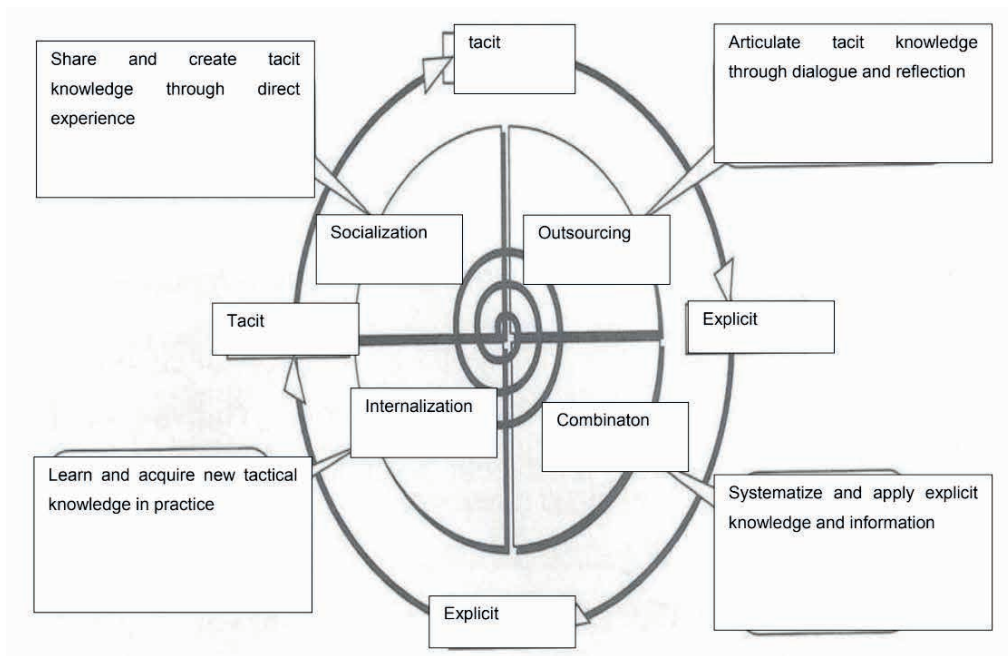 tacit
Share and create tacit
knowledge through direct
experience
Articulate tacit knowledge
through dialogue and reflection
Socialization
Outsourcing
Tacit
Explicit
Internalization
Combinaton
Learn and acquire new tactical
knowledge in practice
Systematize and apply explicit
knowledge and information
Explicit